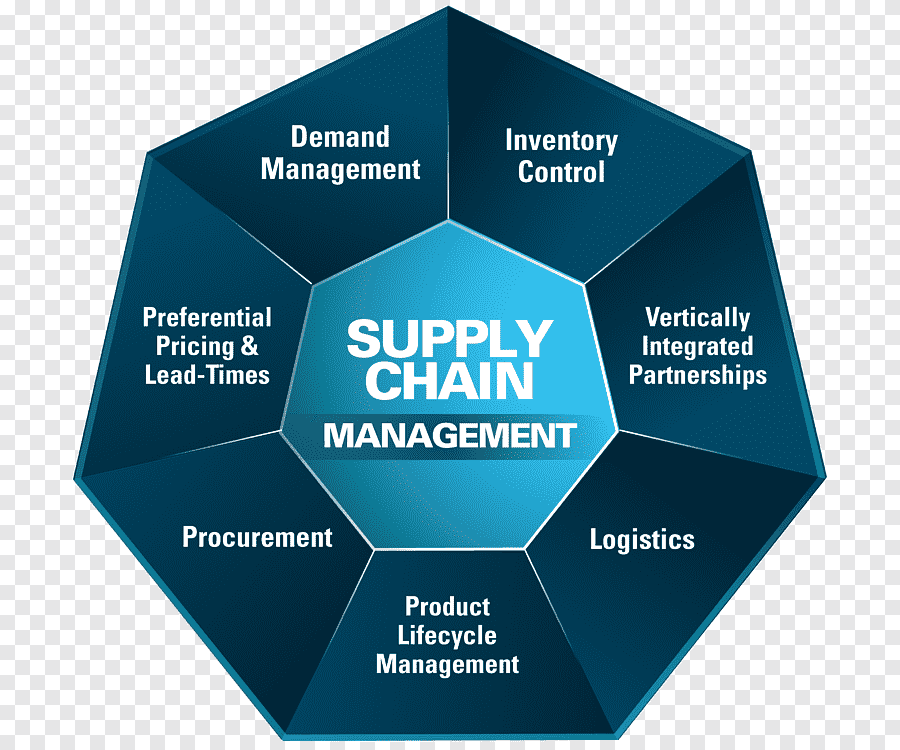 Demand
Management
Inventory
Control
Preferential
Pricing &
Lead-Times
SUPPLY
CHAIN
MANAGEMENT
Vertically
Integrated
Partnerships
Procurement
Logistics
Product
Lifecycle
Management